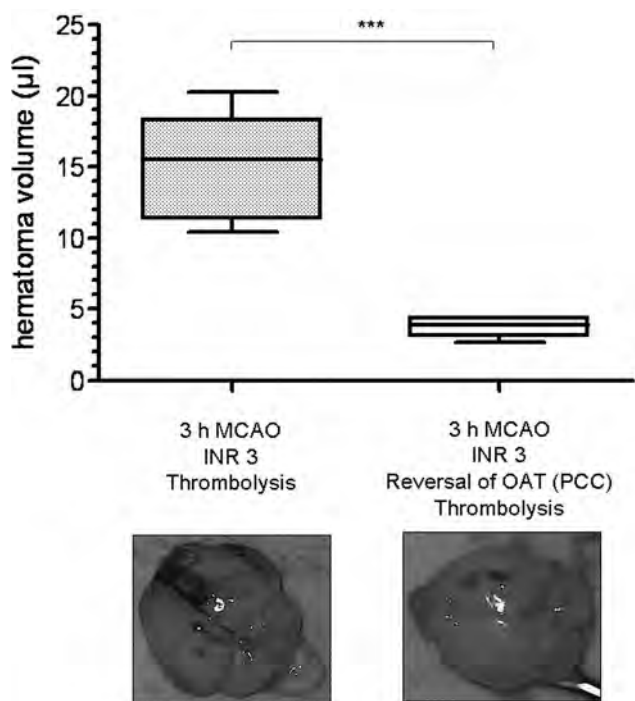 ***
25
20
15
10
5
0
hematoma volume (µl)
3 h MCAO
INR 3
Thrombolysis
3 h MCAO
INR 3
Reversal of OAT (PCC)
Thrombolysis